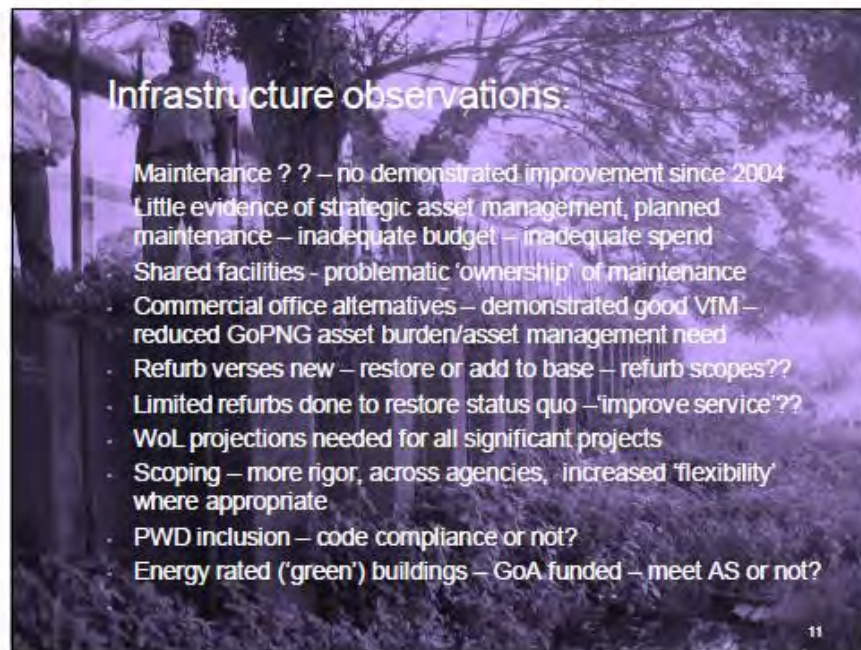 Infrastructure observations:
Maintenance ? ? – no demonstrated improvement since 2004
Little evidence of strategic asset management, planned
maintenance – inadequate budget – inadequate spend
Shared facilities - problematic 'ownership' of maintenance
Commercial office alternatives – demonstrated good VfM –
reduced GoPNG asset burden/asset management need
Refurb verses new – restore or add to base – refurb scopes??
Limited refurbs done to restore status quo –'improve service'??
WoL projections needed for all significant projects
Scoping – more rigor, across agencies, increased 'flexibility'
where appropriate
PWD inclusion – code compliance or not?
Energy rated ('green') buildings – GoA funded – meet AS or not?
11